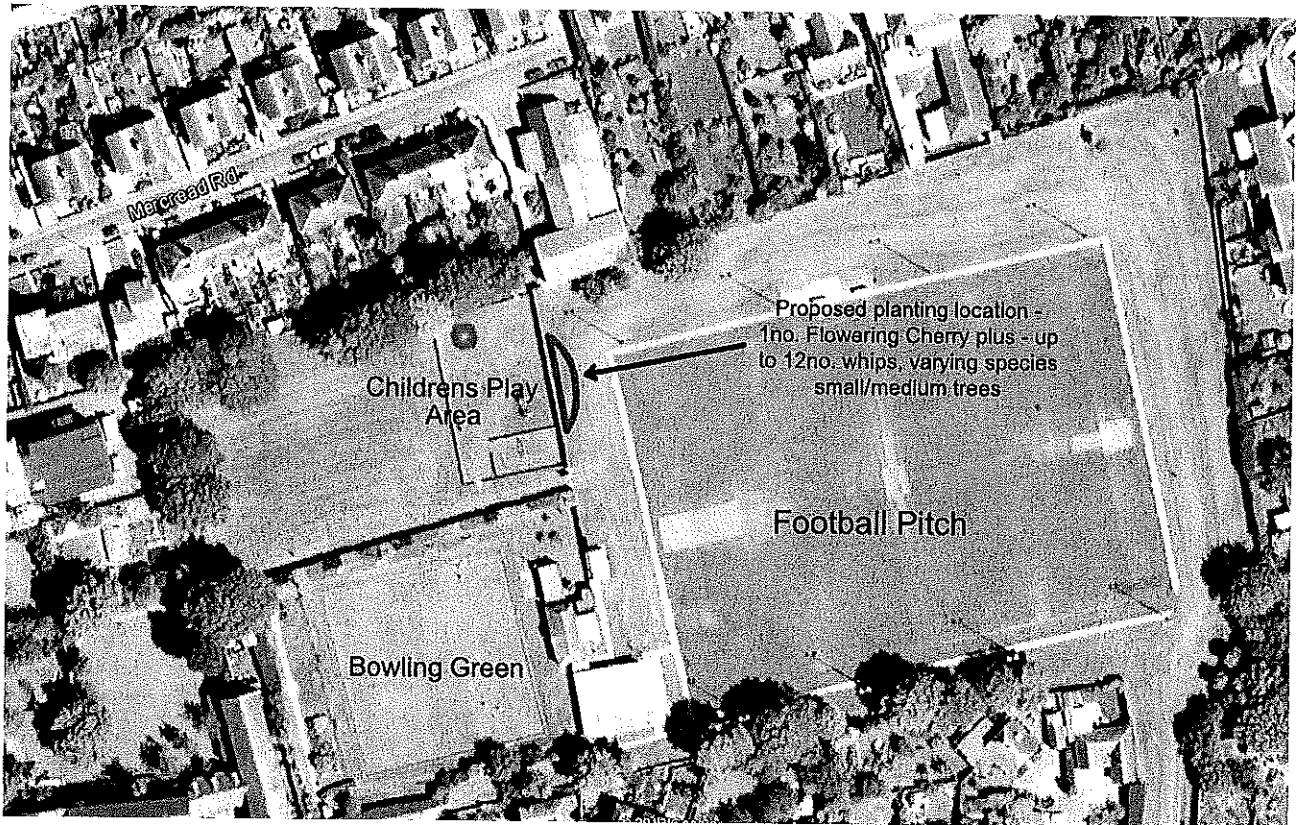 Mercread Rd
Proposed planting location -
1no. Flowering Cherry plus - up
to 12no. whips, varying species
small/medium trees
Childrens Play
Area
Football Pitch
Bowling Green